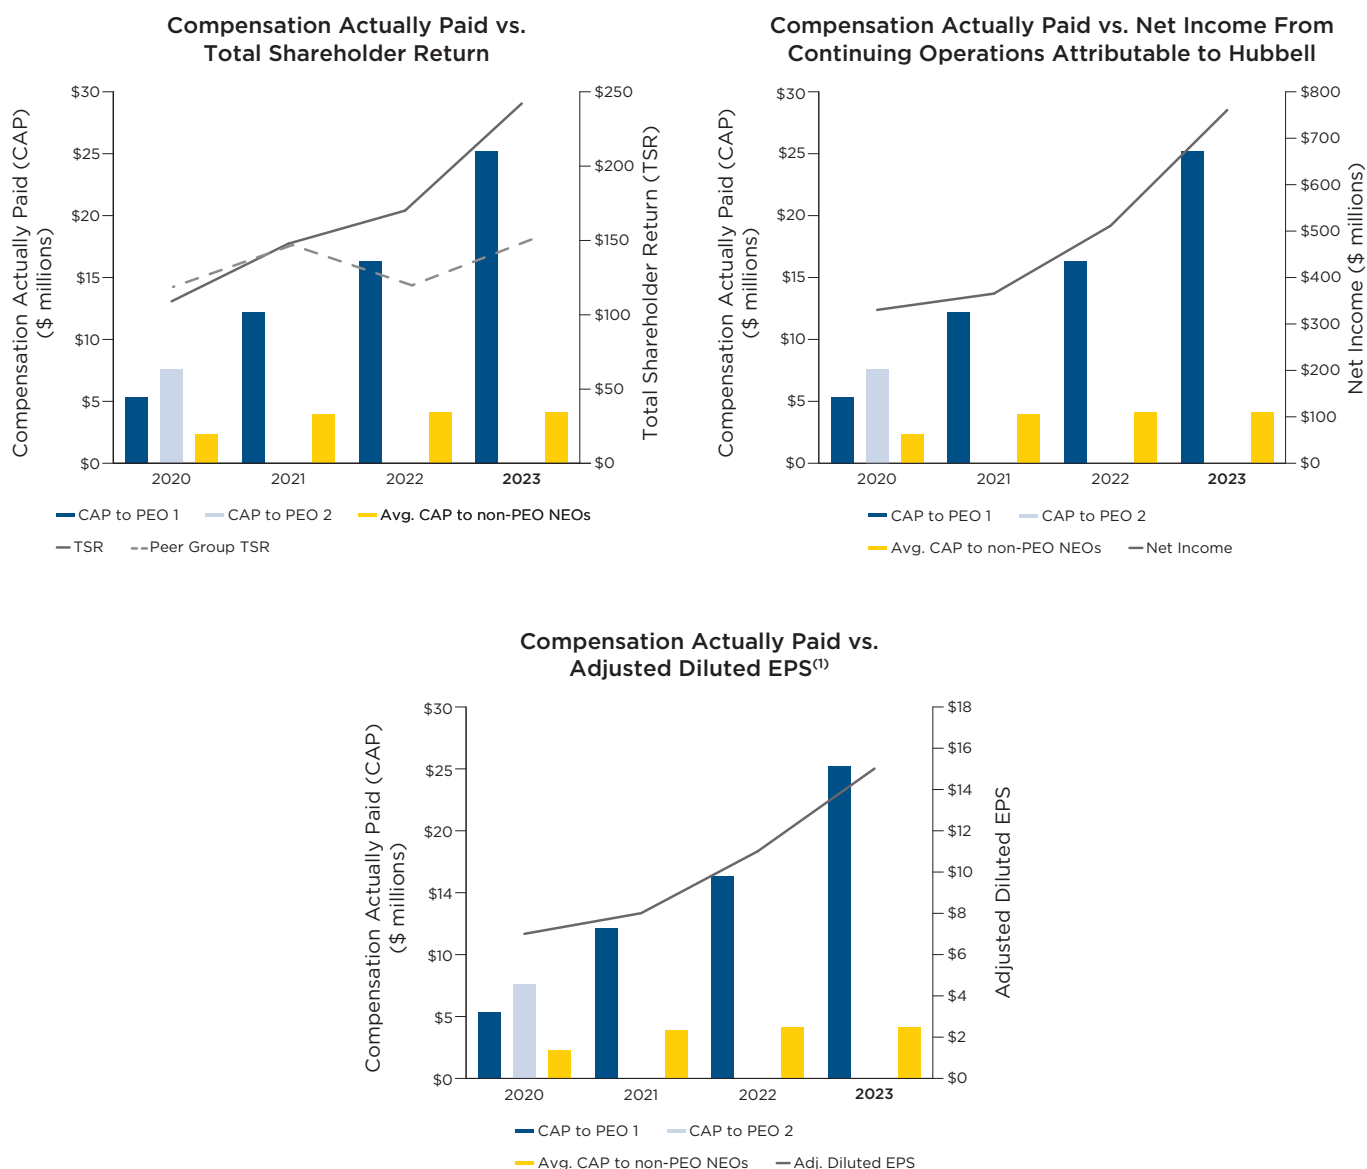 Compensation Actually Paid vs.
Total Shareholder Return
Compensation Actually Paid (CAP)
($ millions)
$30
$25
$20
$15
$10
$5
$0
$250
$200
$150
$100
$50
$0
Total Shareholder Return (TSR)
2020 2021 2022 2023
CAP to PEO 1 CAP to PEO 2 Avg. CAP to non-PEO NEOs
TSR Peer Group TSR
Compensation Actually Paid vs. Net Income From
Continuing Operations Attributable to Hubbell
Compensation Actually Paid (CAP)
($ millions)
$30
$25
$20
$15
$10
$5
$0
$800
$700
$600
$500
$400
$300
$200
$100
$0
Net Income ($ millions)
2020 2021 2022 2023
CAP to PEO 1 CAP to PEO 2
Avg. CAP to non-PEO NEOs Net Income
Compensation Actually Paid vs.
Adjusted Diluted EPS(1)
Compensation Actually Paid (CAP)
($ millions)
$30
$25
$20
$14
$10
$5
$0
$18
$16
$14
$12
$10
$8
$6
$4
$2
$0
Adjusted Diluted EPS
2020 2021 2022 2023
CAP to PEO 1 CAP to PEO 2
Avg. CAP to non-PEO NEOs Adj. Diluted EPS